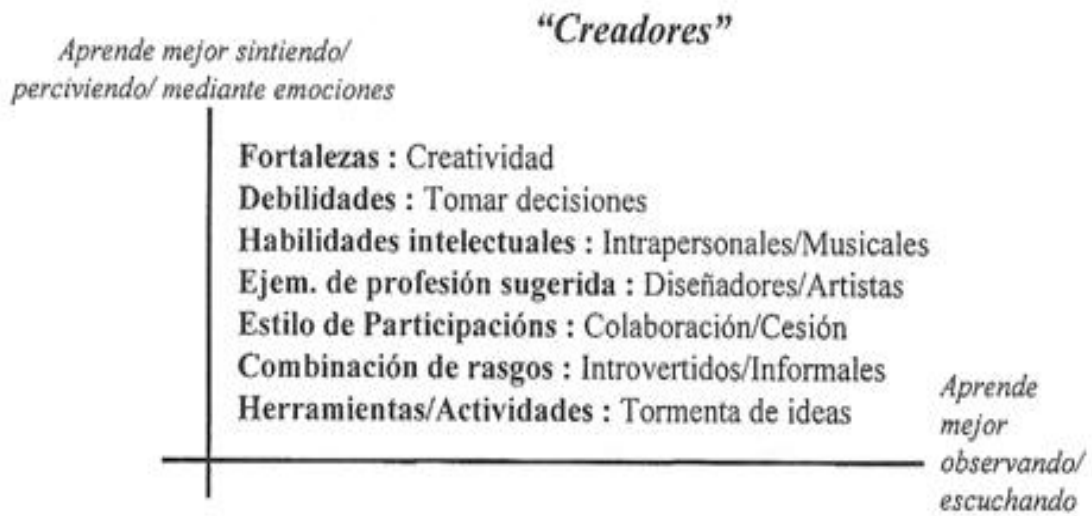 “Creadores”
Aprende mejor sintiendo/
perciviendo/ mediante emociones
Fortalezas : Creatividad
Debilidades : Tomar decisiones
Habilidades intelectuales : Intrapersonales/Musicales
Ejem. de profesión sugerida : Diseñadores/Artistas
Estilo de Participacións : Colaboración/Cesión
Combinación de rasgos : Introvertidos/Informales
Herramientas/Actividades : Tormenta de ideas
Aprende
mejor
observando/
escuchando